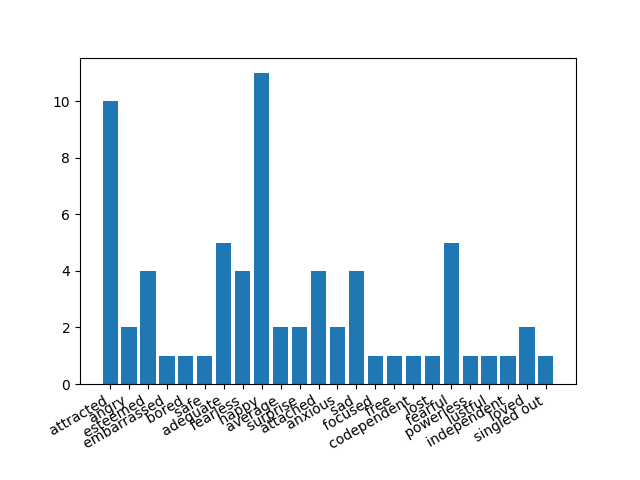 10
8
6
4
2
0
attracted
angry
esteemed
embarrassed
bored
safe
adequate
fearless
happy
average
surprise
attached
anxious
sad
focused
free
codependent
lost
fearful
powerless
lustful
independent
loved
singled out